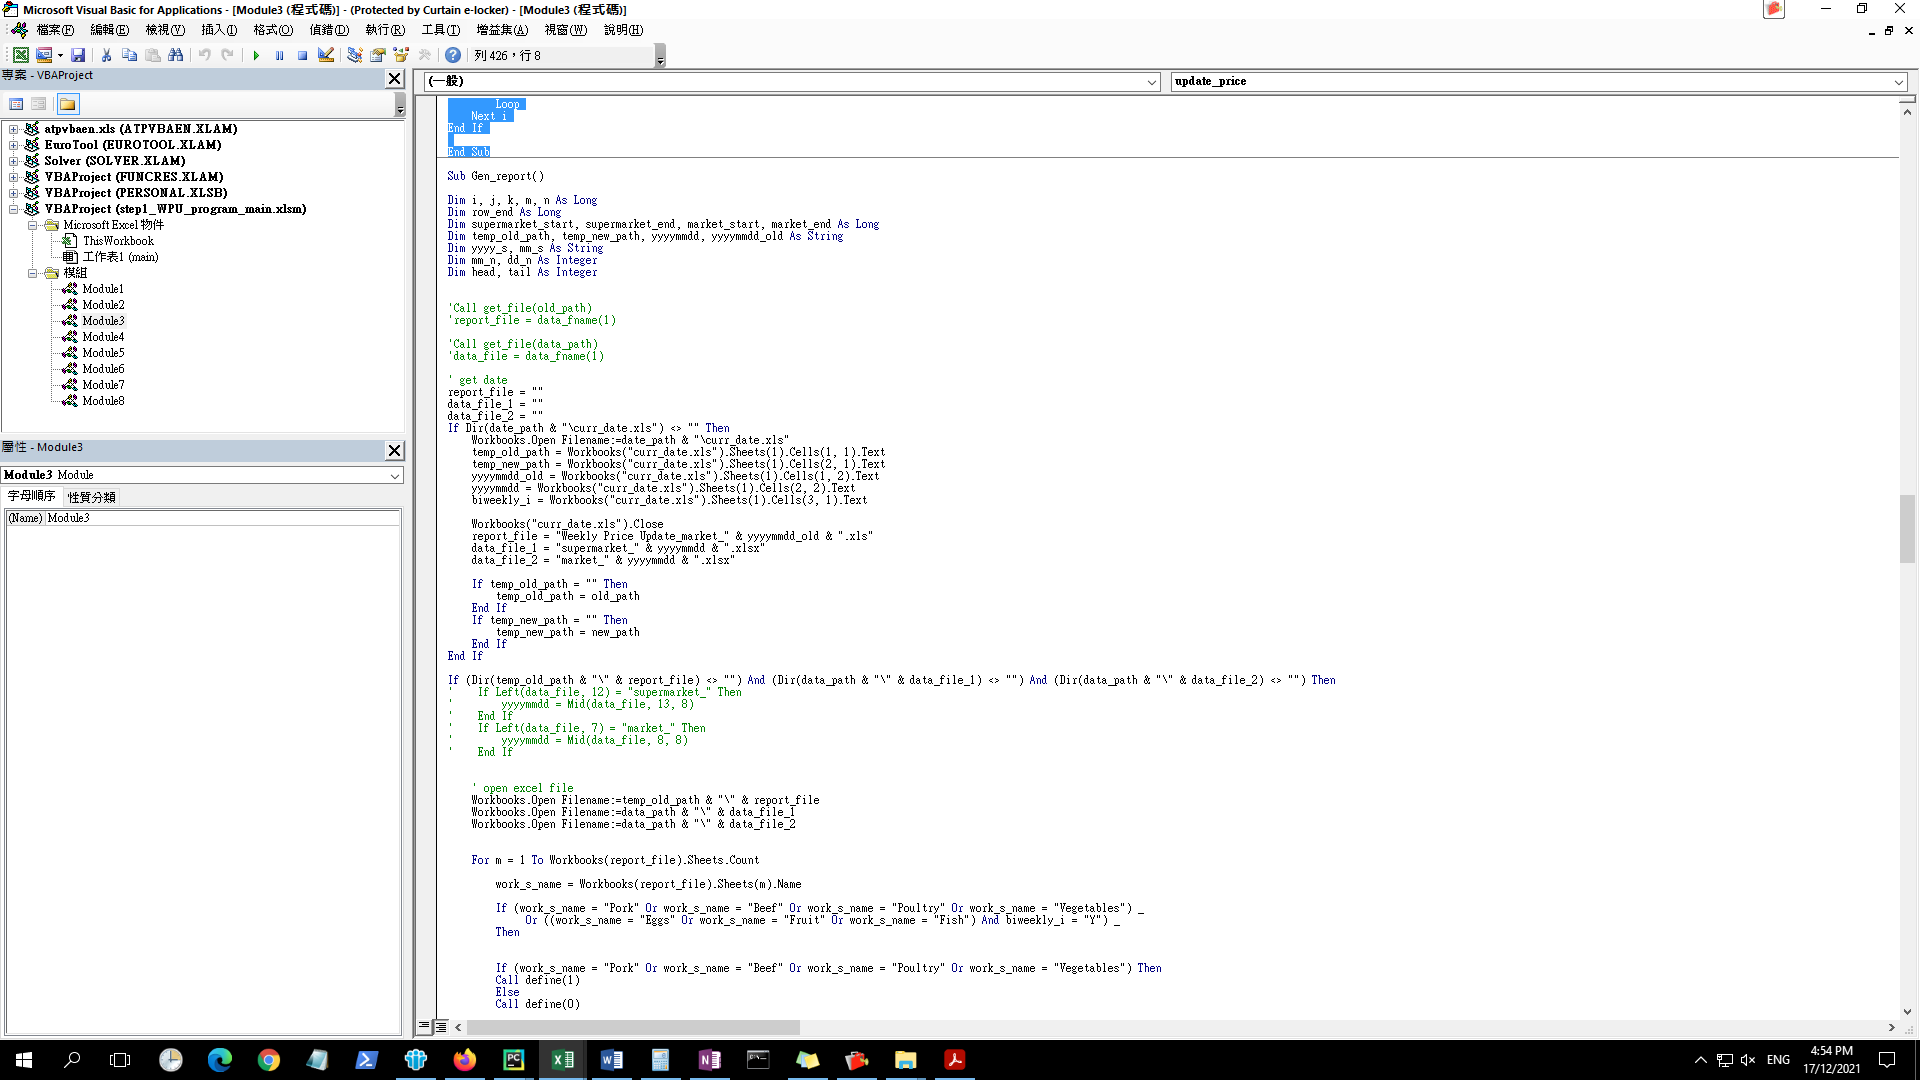 Microsoft Visual Basic for Applications - [Module3 (程式碼)] - (Protected by Curtain e-locker) - [Module3 (程式碼)]
檔案(F) 編輯(E) 檢視(V) 插入(I) 格式(O) 偵錯(D) 執行(R) 工具(T) 增益集(A) 視窗(W) 說明(H)
列 426，行 8
專案 - VBAProject
atpvbaen.xls (ATPVBAEN.XLAM)
EuroTool (EUROTOOL.XLAM)
Solver (SOLVER.XLAM)
VBAProject (FUNCRES.XLAM)
VBAProject (PERSONAL.XLSB)
VBAProject (step1_WPU_program_main.xlsm)
Microsoft Excel 物件
ThisWorkbook
工作表1 (main)
模組
Module1
Module2
Module3
Module4
Module5
Module6
Module7
Module8
屬性 - Module3
Module3 Module
字母順序 性質分類
(Name) Module3
(一般) update_price
Loop
Next i
End If
End Sub
Sub Gen_report()
Dim i, j, k, m, n As Long
Dim row_end As Long
Dim supermarket_start, supermarket_end, market_start, market_end As Long
Dim temp_old_path, temp_new_path, yyyymmdd, yyyymmdd_old As String
Dim yyyy_s, mm_s As String
Dim mm_n, dd_n As Integer
Dim head, tail As Integer
'Call get_file(old_path)
'report_file = data_fname(1)
'Call get_file(data_path)
'data_file = data_fname(1)
' get date
report_file = ""
data_file_1 = ""
data_file_2 = ""
If Dir(date_path & "\curr_date.xls") <> "" Then
Workbooks.Open Filename:=date_path & "\curr_date.xls"
temp_old_path = Workbooks("curr_date.xls").Sheets(1).Cells(1, 1).Text
temp_new_path = Workbooks("curr_date.xls").Sheets(1).Cells(2, 1).Text
yyyymmdd_old = Workbooks("curr_date.xls").Sheets(1).Cells(1, 2).Text
yyyymmdd = Workbooks("curr_date.xls").Sheets(1).Cells(2, 2).Text
biweekly_i = Workbooks("curr_date.xls").Sheets(1).Cells(3, 1).Text
Workbooks("curr_date.xls").Close
report_file = "Weekly Price Update_market_" & yyyymmdd_old & ".xls"
data_file_1 = "supermarket_" & yyyymmdd & ".xlsx"
data_file_2 = "market_" & yyyymmdd & ".xlsx"
If temp_old_path = "" Then
temp_old_path = old_path
End If
If temp_new_path = "" Then
temp_new_path = new_path
End If
End If
If (Dir(temp_old_path & "\" & report_file) <> "") And (Dir(data_path & "\" & data_file_1) <> "") And (Dir(data_path & "\" & data_file_2) <> "") Then
' If Left(data_file, 12) = "supermarket_" Then
' yyyymmdd = Mid(data_file, 13, 8)
' End If
' If Left(data_file, 7) = "market_" Then
' yyyymmdd = Mid(data_file, 8, 8)
' End If
' open excel file
Workbooks.Open Filename:=temp_old_path & "\" & report_file
Workbooks.Open Filename:=data_path & "\" & data_file_1
Workbooks.Open Filename:=data_path & "\" & data_file_2
For m = 1 To Workbooks(report_file).Sheets.Count
work_s_name = Workbooks(report_file).Sheets(m).Name
If (work_s_name = "Pork" Or work_s_name = "Beef" Or work_s_name = "Poultry" Or work_s_name = "Vegetables") _
Or ((work_s_name = "Eggs" Or work_s_name = "Fruit" Or work_s_name = "Fish") And biweekly_i = "Y") _
Then
If (work_s_name = "Pork" Or work_s_name = "Beef" Or work_s_name = "Poultry" Or work_s_name = "Vegetables") Then
Call define(1)
Else
Call define(0)
ENG
4:54 PM
17/12/2021